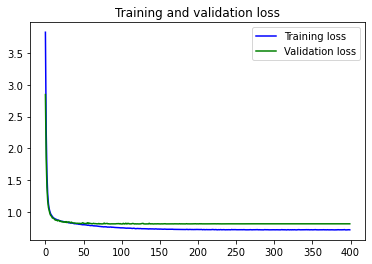 Training and validation loss
Training loss
Validation loss
3.5
3.0
2.5
2.0
1.5
1.0
0 50 100 150 200 250 300 350 400